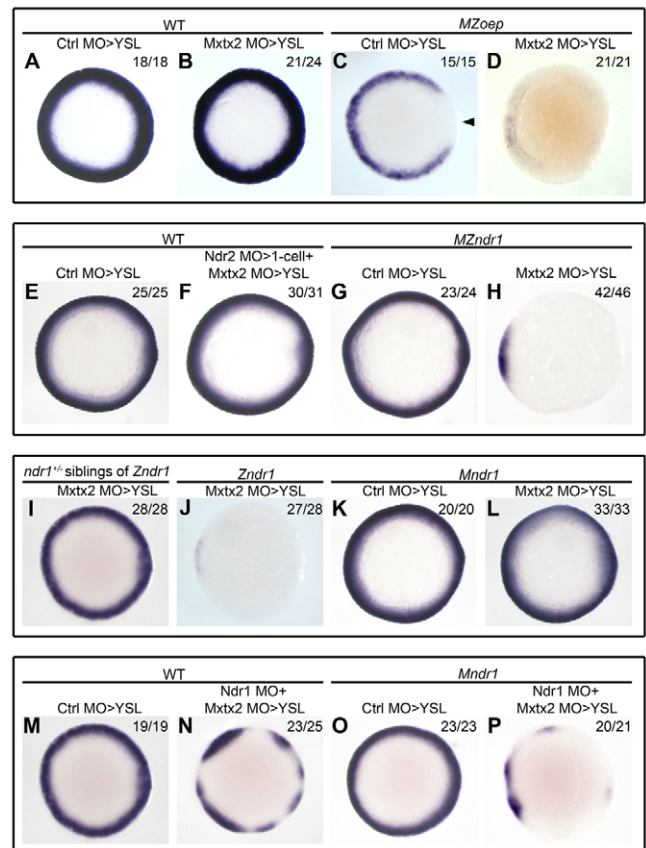 WT MZoep
Ctrl MO>YSL Mxtx2 MO>YSL Ctrl MO>YSL Mxtx2 MO>YSL
A 18/18 B 21/24 C 15/15 D 21/21
WT MZndr1
Ndr2 MO>1-cell+
Ctrl MO>YSL Mxtx2 MO>YSL Ctrl MO>YSL Mxtx2 MO>YSL
E 25/25 F 30/31 G 23/24 H 42/46
ndr1+/- siblings of Zndr1 Zndr1 Mndr1
Mxtx2 MO>YSL Mxtx2 MO>YSL Ctrl MO>YSL Mxtx2 MO>YSL
I 28/28 J 27/28 K 20/20 L 33/33
WT Mndr1
Ndr1 MO+ Ndr1 MO+
Ctrl MO>YSL Mxtx2 MO>YSL Ctrl MO>YSL Mxtx2 MO>YSL
M 19/19 N 23/25 O 23/23 P 20/21